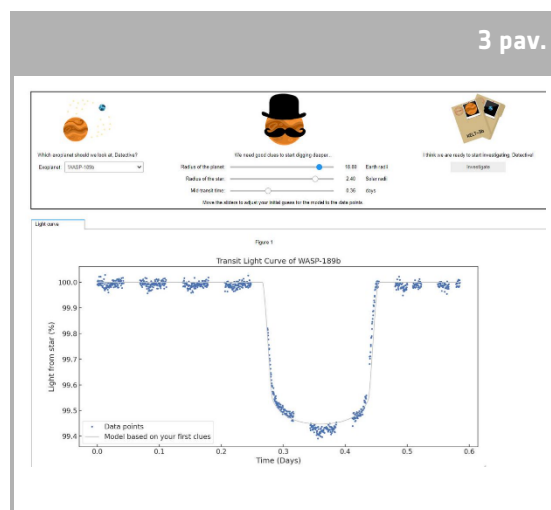 3 pav.
Which exoplanet should we look at, Detective?
Exoplanet: WASP-189b
We need good clues to start digging deeper...
Radius of the planet: Earth radii
Radius of the star: 2.40 Solar radii
Mid-transit time: 0.36 days
Move the sliders to adjust your initial guess for the model to the data points.
I think we are ready to start investigating, Detective!
Investigate
Light curve
Figure 1
Transit Light Curve of WASP-189b
Light from star (%)
100.0
99.9
99.8
99.7
99.6
99.5
99.4
Data points
Model based on your first clues
0.0 0.1 0.2 0.3 0.4 0.5 0.6
Time (Days)